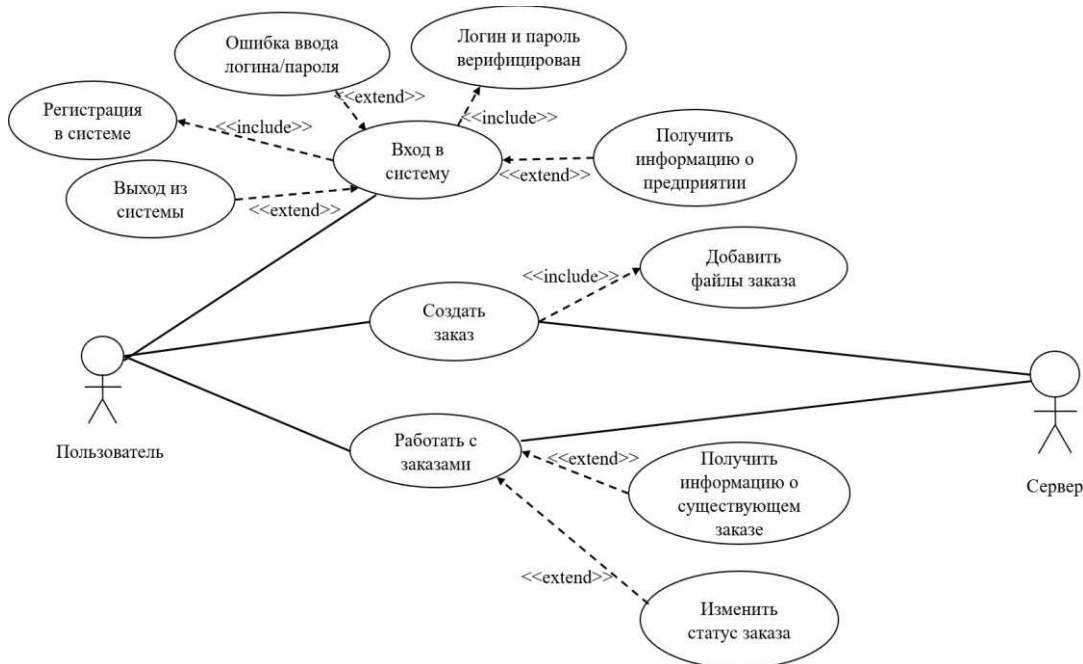 Ошибка ввода
логина/пароля
Логин и пароль
верифицирован
<<extend>>
Регистрация
в системе
<<include>>
<<include>>
Вход в
систему
Получить
информацию о
предприятии
<<extend>>
Выход из
системы
<<extend>>
Добавить
файлы заказа
<<include>>
Создать
заказ
Пользователь
Работать с
заказами
<<extend>>
Получить
информацию о
существующем
заказе
Сервер
<<extend>>
Изменить
статус заказа